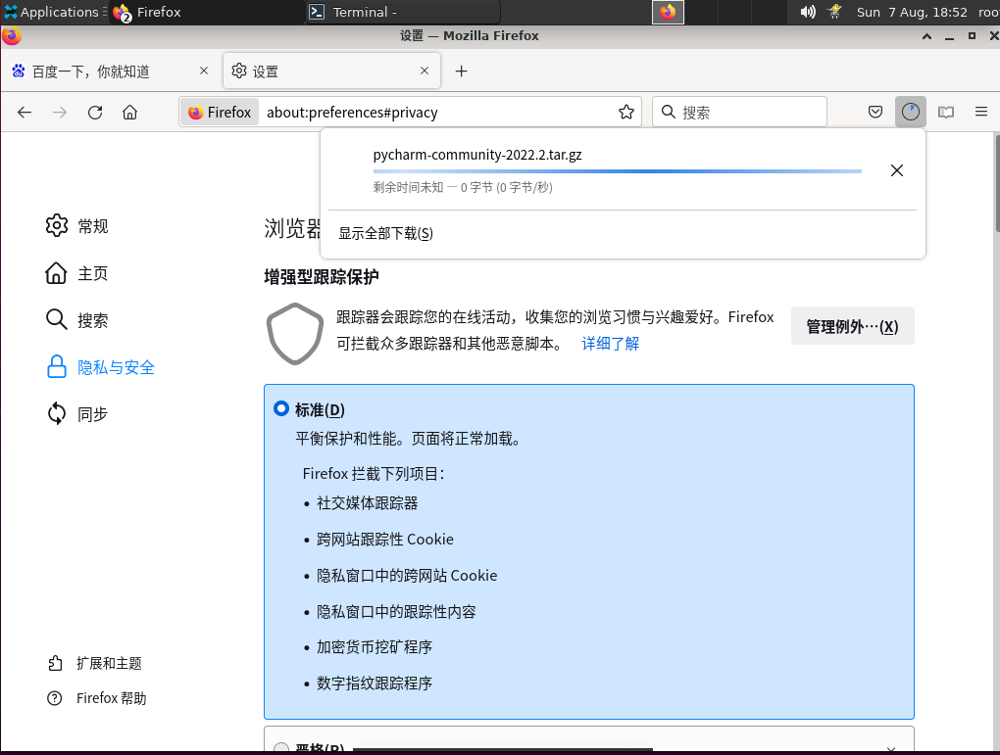 Applications
2
Firefox
Terminal -
Sun 7 Aug, 18:52 roo
设置 — Mozilla Firefox
百度一下，你就知道
设置
Firefox
about:preferences#privacy
搜索
pycharm-community-2022.2.tar.gz
剩余时间未知 — 0 字节 (0 字节/秒)
显示全部下载(S)
常规
主页
搜索
隐私与安全
同步
扩展和主题
Firefox 帮助
浏览器
增强型跟踪保护
跟踪器会跟踪您的在线活动，收集您的浏览习惯与兴趣爱好。Firefox
可拦截众多跟踪器和其他恶意脚本。 详细了解
管理例外…(X)
标准(D)
平衡保护和性能。页面将正常加载。
Firefox 拦截下列项目：
• 社交媒体跟踪器
• 跨网站跟踪性 Cookie
• 隐私窗口中的跨网站 Cookie
• 隐私窗口中的跟踪性内容
• 加密货币挖矿程序
• 数字指纹跟踪程序
严格(R)